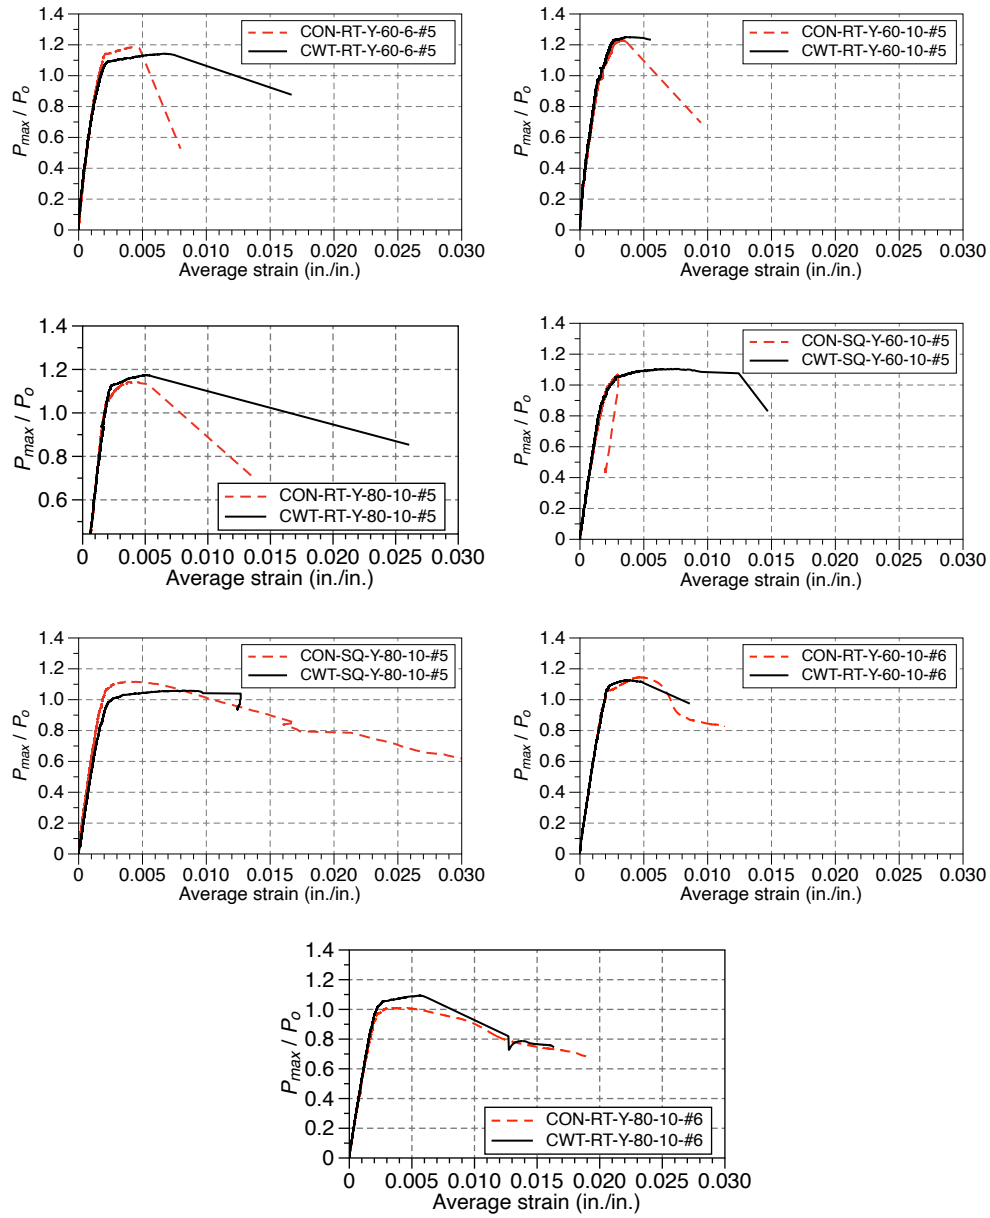 CON-RT-Y-60-6-#5
CWT-RT-Y-60-6-#5
1.4
1.2
1.0
0.8
0.6
0.4
0.2
0
Pmax / Po
0 0.005 0.010 0.015 0.020 0.025 0.030
Average strain (in./in.)
CON-RT-Y-60-10-#5
CWT-RT-Y-60-10-#5
1.4
1.2
1.0
0.8
0.6
0.4
0.2
0
Pmax / Po
0 0.005 0.010 0.015 0.020 0.025 0.030
Average strain (in./in.)
1.4
1.2
1.0
0.8
0.6
Pmax / Po
CON-RT-Y-80-10-#5
CWT-RT-Y-80-10-#5
0 0.005 0.010 0.015 0.020 0.025 0.030
Average strain (in./in.)
CON-SQ-Y-60-10-#5
CWT-SQ-Y-60-10-#5
1.4
1.2
1.0
0.8
0.6
0.4
0.2
0
Pmax / Po
0 0.005 0.010 0.015 0.020 0.025 0.030
Average strain (in./in.)
CON-SQ-Y-80-10-#5
CWT-SQ-Y-80-10-#5
1.4
1.2
1.0
0.8
0.6
0.4
0.2
0
Pmax / Po
0 0.005 0.010 0.015 0.020 0.025 0.030
Average strain (in./in.)
CON-RT-Y-60-10-#6
CWT-RT-Y-60-10-#6
1.4
1.2
1.0
0.8
0.6
0.4
0.2
0
Pmax / Po
0 0.005 0.010 0.015 0.020 0.025 0.030
Average strain (in./in.)
1.4
1.2
1.0
0.8
0.6
0.4
0.2
0
Pmax / Po
CON-RT-Y-80-10-#6
CWT-RT-Y-80-10-#6
0 0.005 0.010 0.015 0.020 0.025 0.030
Average strain (in./in.)